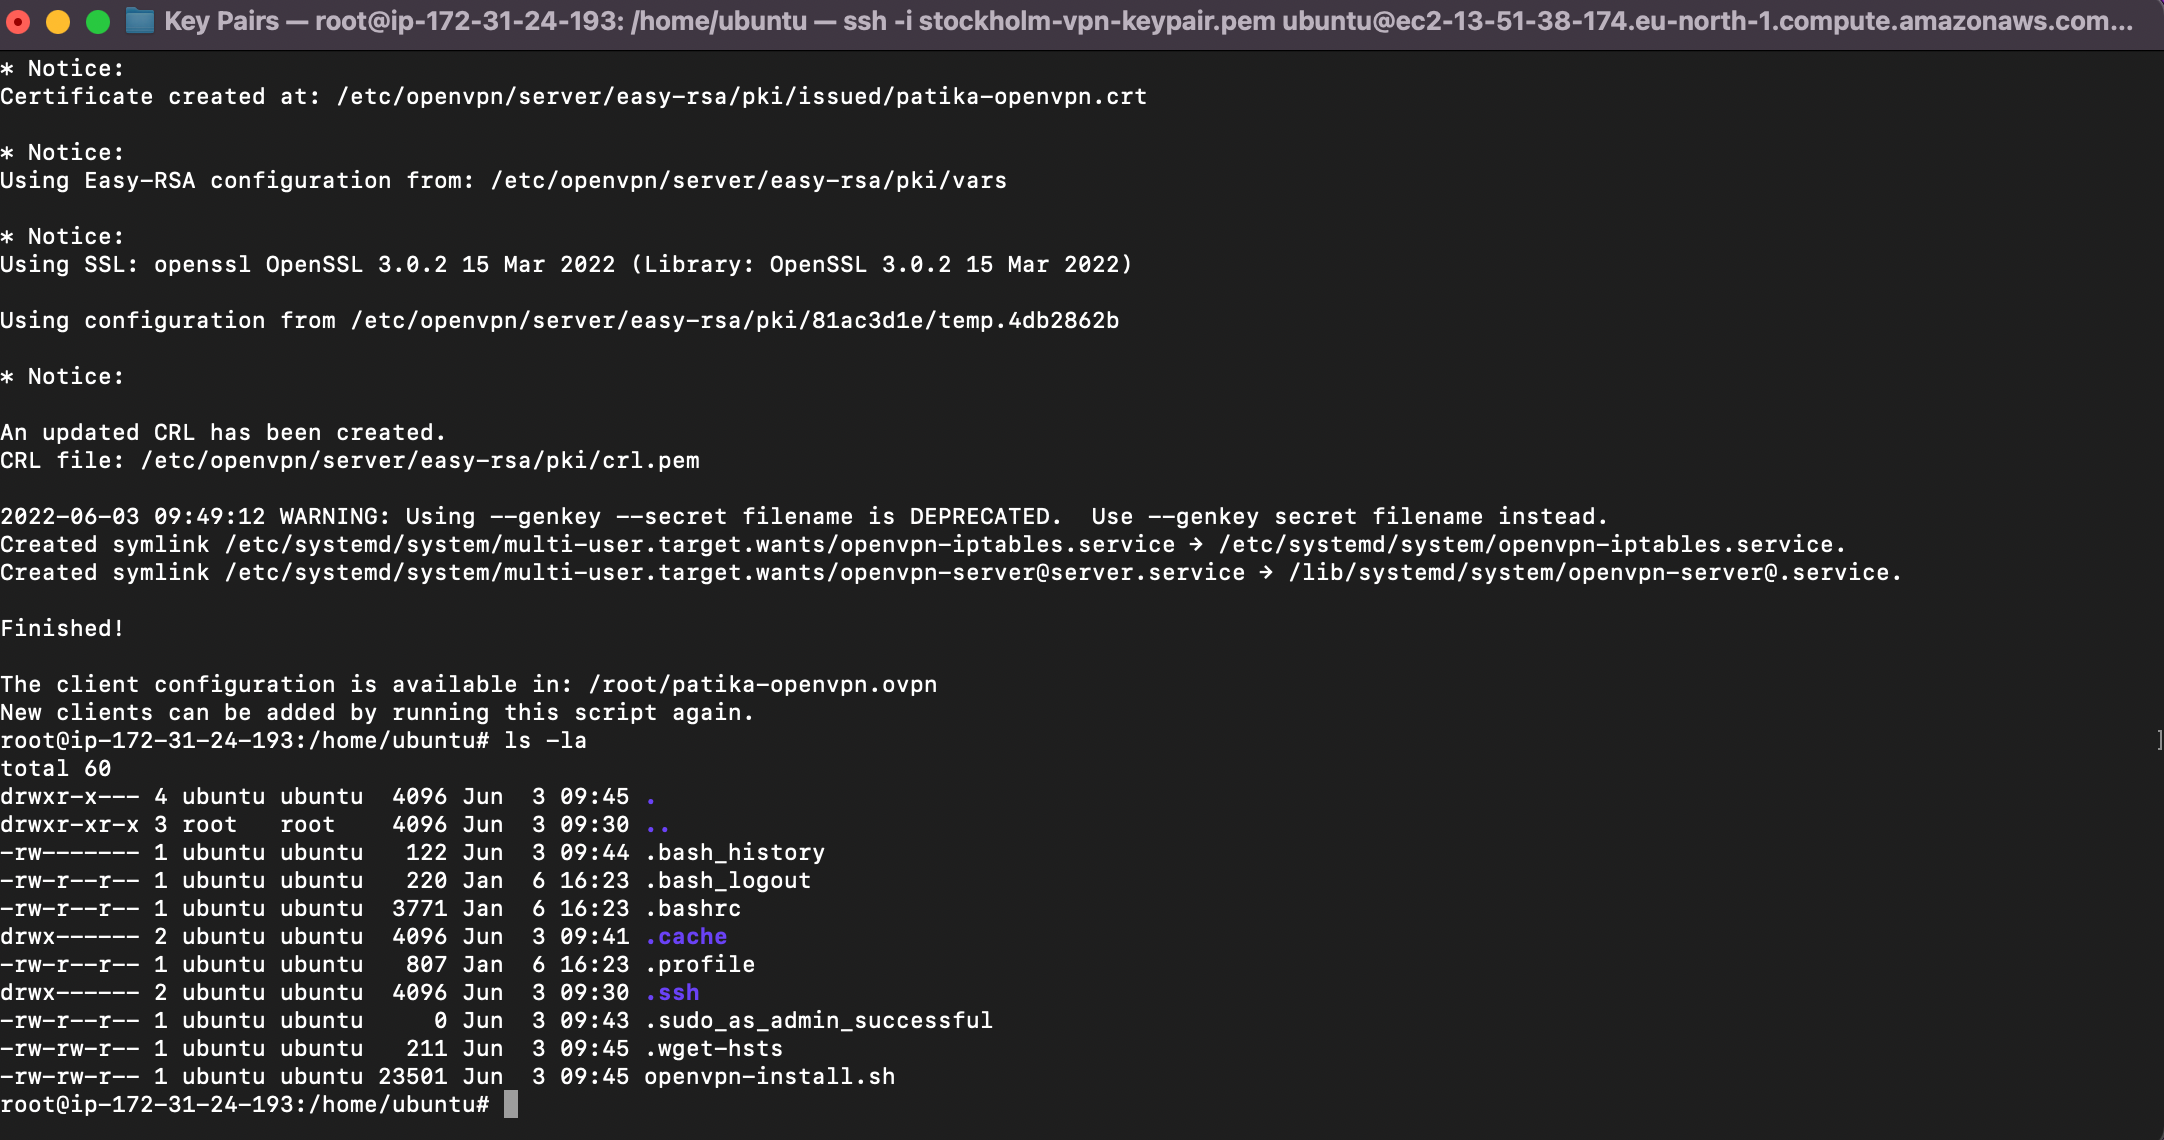 Key Pairs — root@ip-172-31-24-193: /home/ubuntu — ssh -i stockholm-vpn-keypair.pem ubuntu@ec2-13-51-38-174.eu-north-1.compute.amazonaws.com...
* Notice:
Certificate created at: /etc/openvpn/server/easy-rsa/pki/issued/patika-openvpn.crt
* Notice:
Using Easy-RSA configuration from: /etc/openvpn/server/easy-rsa/pki/vars
* Notice:
Using SSL: openssl OpenSSL 3.0.2 15 Mar 2022 (Library: OpenSSL 3.0.2 15 Mar 2022)
Using configuration from /etc/openvpn/server/easy-rsa/pki/81ac3d1e/temp.4db2862b
* Notice:
An updated CRL has been created.
CRL file: /etc/openvpn/server/easy-rsa/pki/crl.pem
2022-06-03 09:49:12 WARNING: Using --genkey --secret filename is DEPRECATED.  Use --genkey secret filename instead.
Created symlink /etc/systemd/system/multi-user.target.wants/openvpn-iptables.service → /etc/systemd/system/openvpn-iptables.service.
Created symlink /etc/systemd/system/multi-user.target.wants/openvpn-server@server.service → /lib/systemd/system/openvpn-server@.service.
Finished!
The client configuration is available in: /root/patika-openvpn.ovpn
New clients can be added by running this script again.
root@ip-172-31-24-193:/home/ubuntu# ls -la
total 60
drwxr-x--- 4 ubuntu ubuntu  4096 Jun  3 09:45 .
drwxr-xr-x 3 root   root    4096 Jun  3 09:30 ..
-rw------- 1 ubuntu ubuntu   122 Jun  3 09:44 .bash_history
-rw-r--r-- 1 ubuntu ubuntu   220 Jan  6 16:23 .bash_logout
-rw-r--r-- 1 ubuntu ubuntu  3771 Jan  6 16:23 .bashrc
drwx------ 2 ubuntu ubuntu  4096 Jun  3 09:41 .cache
-rw-r--r-- 1 ubuntu ubuntu   807 Jan  6 16:23 .profile
drwx------ 2 ubuntu ubuntu  4096 Jun  3 09:30 .ssh
-rw-r--r-- 1 ubuntu ubuntu     0 Jun  3 09:43 .sudo_as_admin_successful
-rw-rw-r-- 1 ubuntu ubuntu   211 Jun  3 09:45 .wget-hsts
-rw-rw-r-- 1 ubuntu ubuntu 23501 Jun  3 09:45 openvpn-install.sh
root@ip-172-31-24-193:/home/ubuntu#